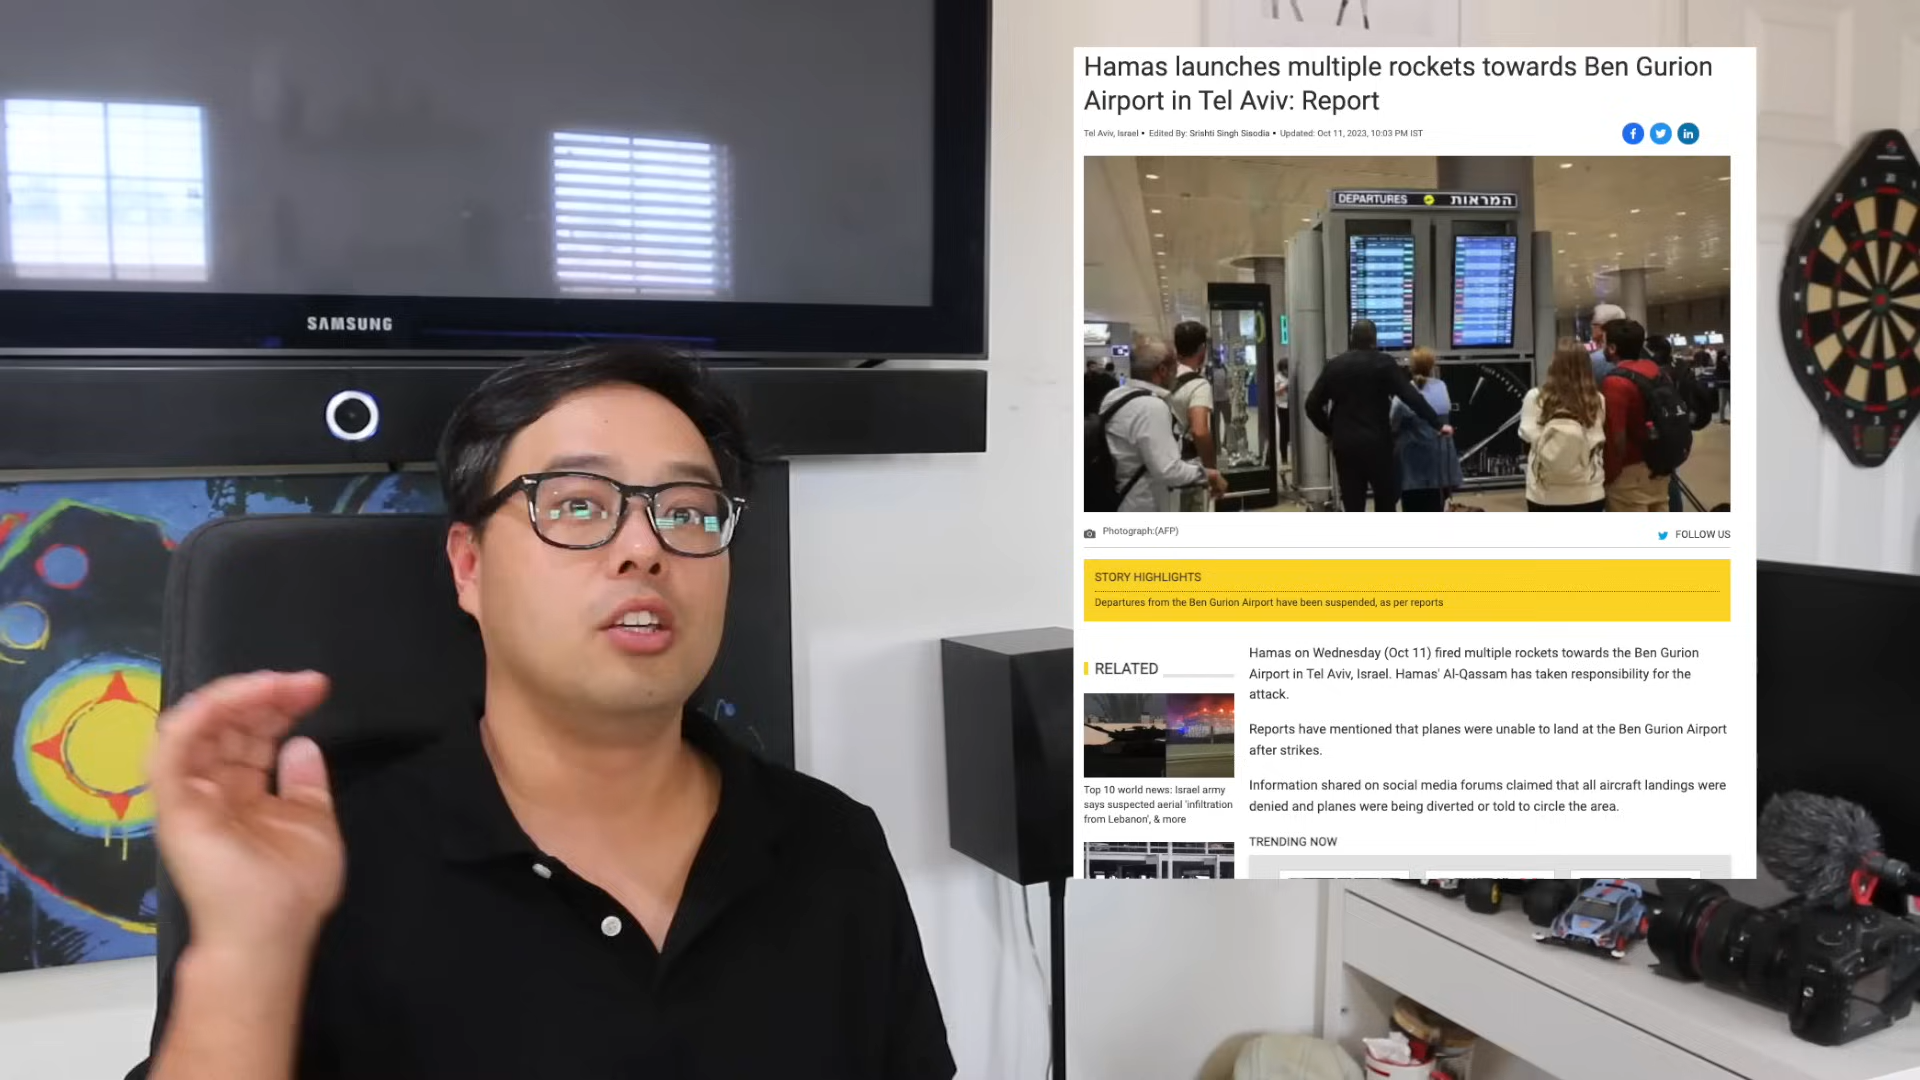 SAMSUNG
Hamas launches multiple rockets towards Ben Gurion
Airport in Tel Aviv: Report
Tel Aviv, Israel • Edited By: Srishti Singh Sisodia • Updated: Oct 11, 2023, 10:03 PM IST
DEPARTURES המראות
Photograph:(AFP)
FOLLOW US
STORY HIGHLIGHTS
Departures from the Ben Gurion Airport have been suspended, as per reports
RELATED
Top 10 world news: Israel army
says suspected aerial 'infiltration
from Lebanon', & more
Hamas on Wednesday (Oct 11) fired multiple rockets towards the Ben Gurion
Airport in Tel Aviv, Israel. Hamas' Al-Qassam has taken responsibility for the
attack.
Reports have mentioned that planes were unable to land at the Ben Gurion Airport
after strikes.
Information shared on social media forums claimed that all aircraft landings were
denied and planes were being diverted or told to circle the area.
TRENDING NOW